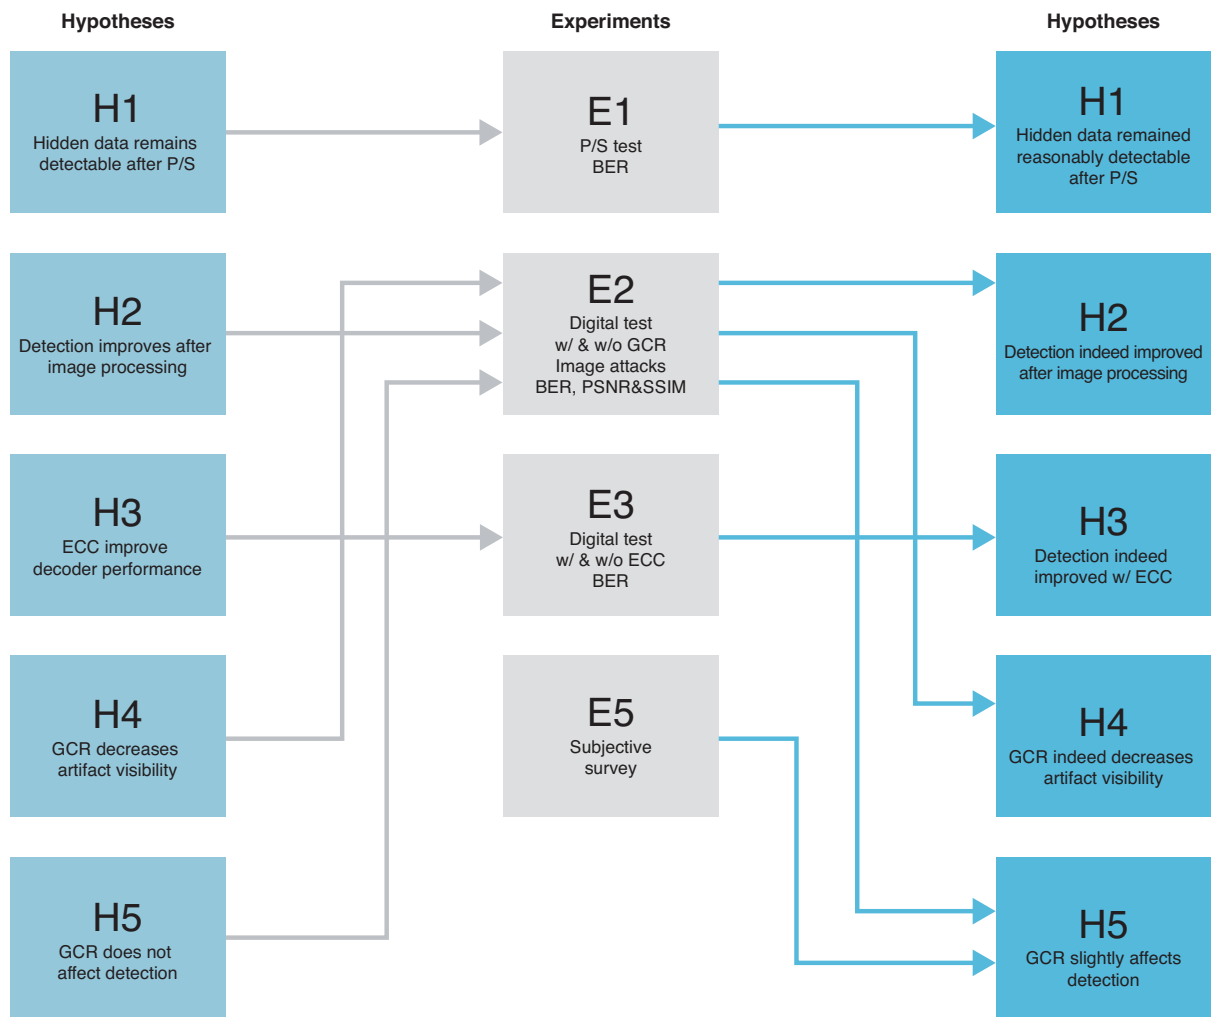 Hypotheses
Experiments
Hypotheses
H1
Hidden data remains
detectable after P/S
E1
P/S test
BER
H1
Hidden data remained
reasonably detectable
after P/S
H2
Detection improves after
image processing
E2
Digital test
w/ & w/o GCR
Image attacks
BER, PSNR&SSIM
H2
Detection indeed improved
after image processing
H3
ECC improve
decoder performance
E3
Digital test
w/ & w/o ECC
BER
H3
Detection indeed
improved w/ ECC
H4
GCR decreases
artifact visibility
E5
Subjective
survey
H4
GCR indeed decreases
artifact visibility
H5
GCR does not
affect detection
H5
GCR slightly affects
detection